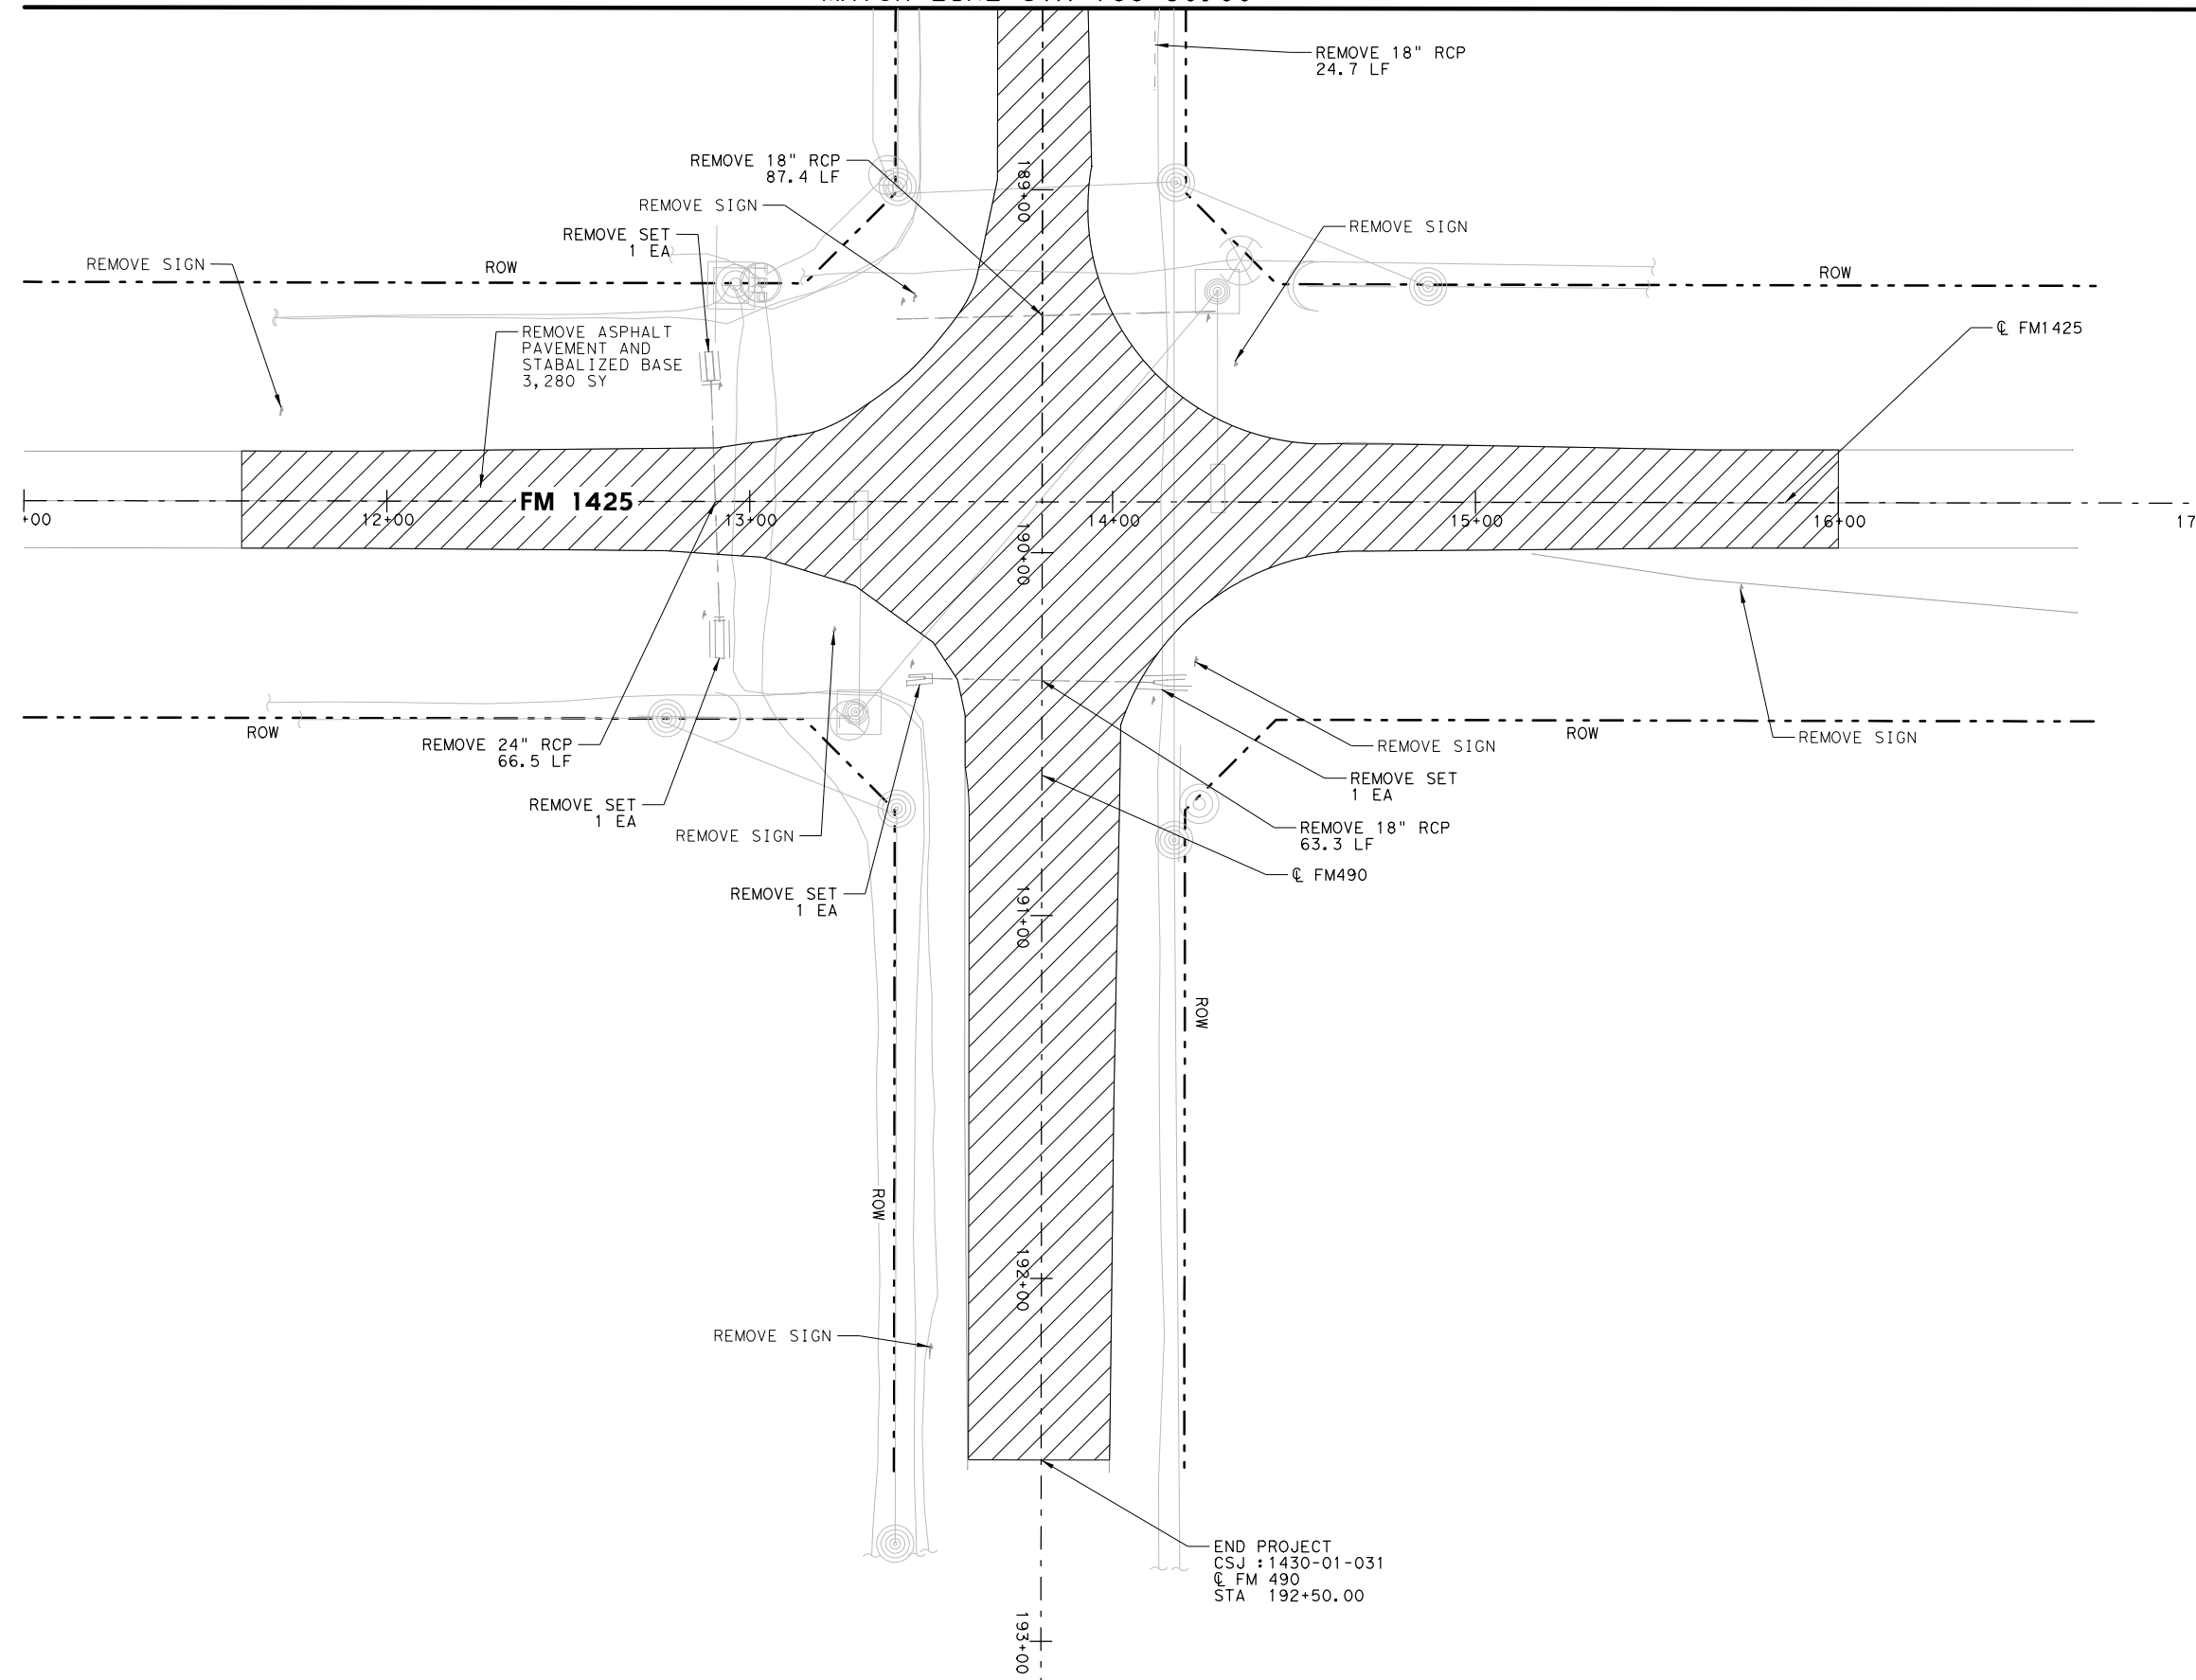 REMOVE 18" RCP
24.7 LF
REMOVE 18" RCP
87.4 LF
189+00
REMOVE SIGN
REMOVE SIGN
REMOVE SET
1 EA
REMOVE SIGN
ROW
ROW
REMOVE ASPHALT
PAVEMENT AND
STABALIZED BASE
3,280 SY
℄ FM1425
FM 1425
+00
12+00
13+00
14+00
15+00
16+00
17
190+00
ROW
ROW
REMOVE 24" RCP
66.5 LF
REMOVE SIGN
REMOVE SIGN
REMOVE SET
1 EA
REMOVE SET
1 EA
REMOVE SIGN
REMOVE 18" RCP
63.3 LF
℄ FM490
REMOVE SET
1 EA
191+00
ROW
ROW
192+00
REMOVE SIGN
END PROJECT
CSJ :1430-01-031
℄ FM 490
STA 192+50.00
193+00